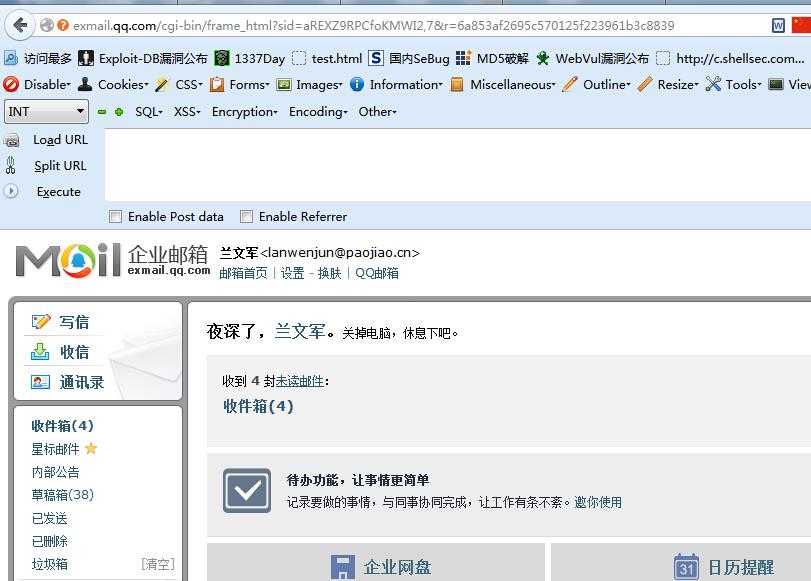 exmail.qq.com/cgi-bin/frame_html?sid=aREXZ9RPCfoKMWI2,7&r=6a853af2695c570125f223961b3c8839
访问最多 Exploit-DB漏洞公布 1337Day test.html 国内SeBug MD5破解 WebVul漏洞公布 http://c.shellsec.com...
Disable Cookies CSS Forms Images Information Miscellaneous Outline Resize Tools View
INT SQL XSS Encryption Encoding Other
Load URL
Split URL
Execute
Enable Post data Enable Referrer
Mail 企业邮箱 exmail.qq.com
兰文军<lanwenjun@paojiao.cn>
邮箱首页 | 设置 - 换肤 | QQ邮箱
写信
收信
通讯录
收件箱(4)
星标邮件
内部公告
草稿箱(38)
已发送
已删除
垃圾箱 [清空]
夜深了，兰文军。关掉电脑，休息下吧。
收到 4 封未读邮件：
收件箱(4)
待办功能，让事情更简单
记录要做的事情，与同事协同完成，让工作有条不紊。邀你使用
企业网盘
31 日历提醒